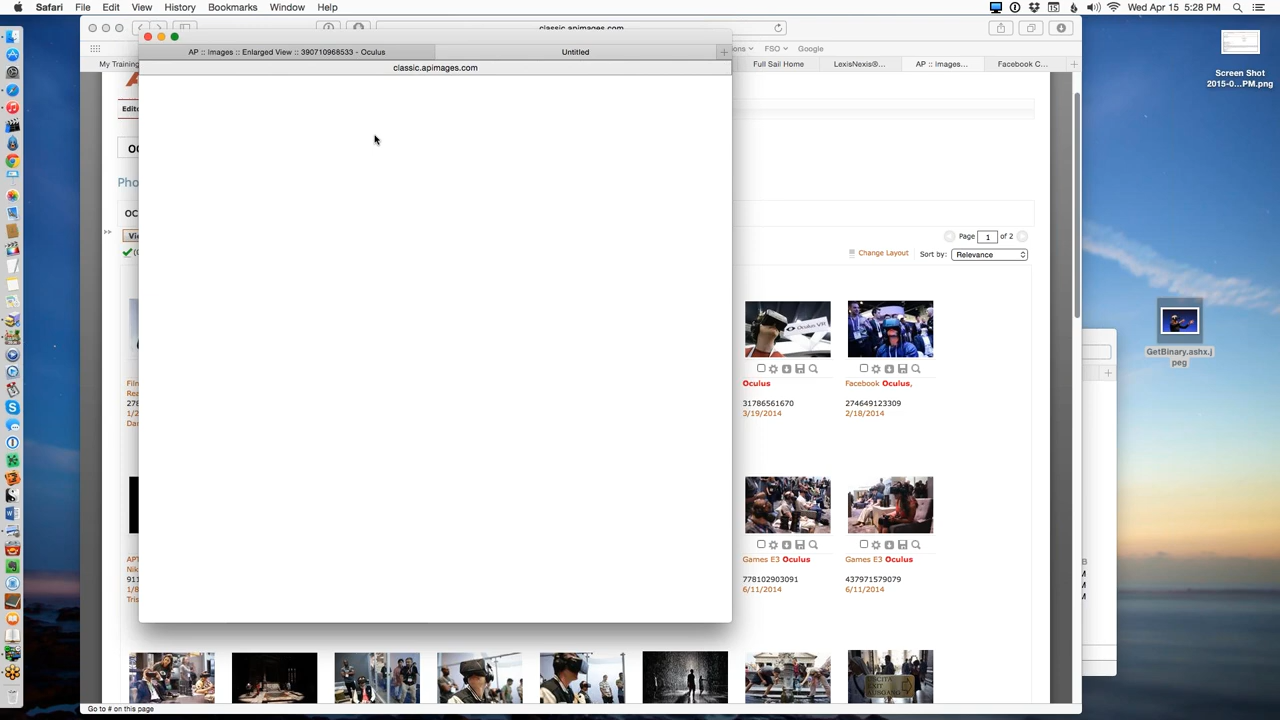 Safari File Edit View History Bookmarks Window Help
Wed Apr 15 5:28 PM
classic.apimages.com
AP :: Images :: Enlarged View :: 390710968533 - Oculus
Untitled
classic.apimages.com
FSO
Google
My Training
Full Sail Home
LexisNexis®...
AP :: images...
Facebook C...
Screen Shot
2015-0...PM.png
Page 1 of 2
Change Layout
Sort by: Relevance
GetBinary.ashx.j
peg
Oculus
31786561670
3/19/2014
Facebook Oculus,
274649123309
2/18/2014
Games E3 Oculus
778102903091
6/11/2014
Games E3 Oculus
437971579079
6/11/2014
USCITA
EXIT
AUSGANG
Go to # on this page